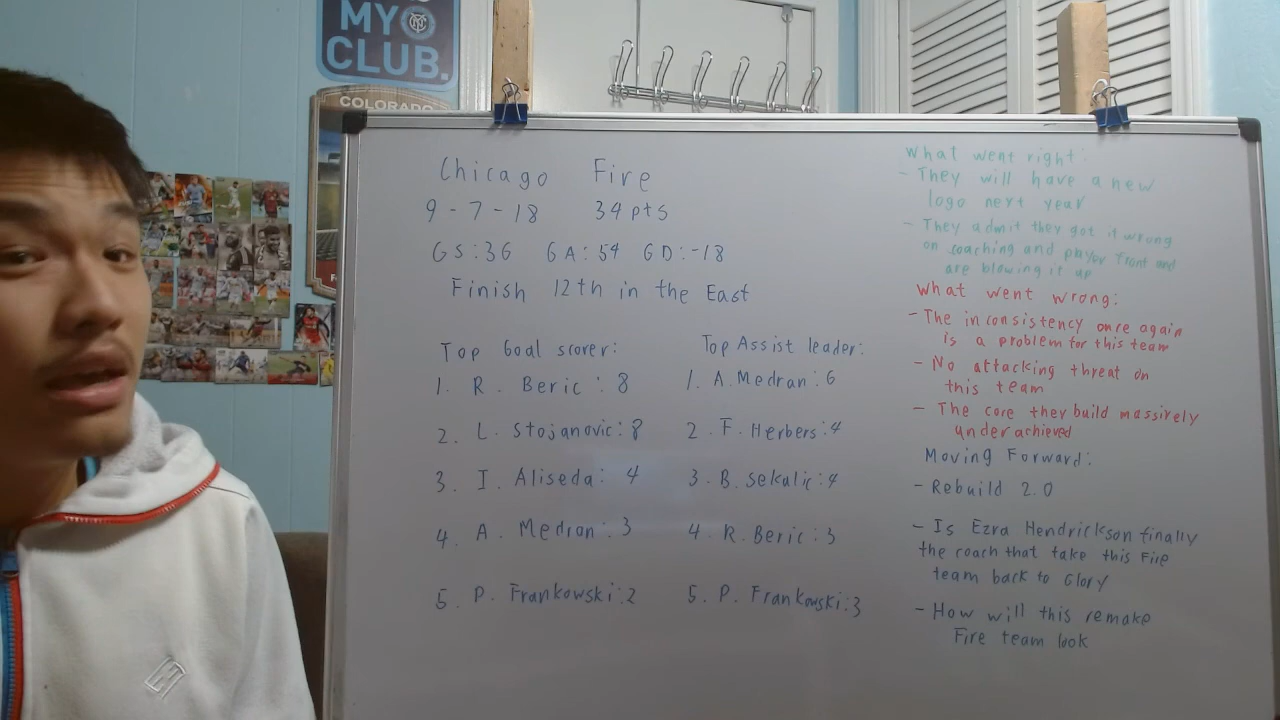 MY
CLUB.
COLORADO
Chicago Fire
9-7-18 34 pts
GS:36 GA:54 GD:-18
Finish 12th in the East
Top Goal scorer:
1. R. Beric: 8
2. L. Stojanovic: 8
3. I. Aliseda: 4
4. A. Medran: 3
5. P. Frankowski: 2
Top Assist leader:
1. A. Medran: 6
2. F. Herbers: 4
3. B. Sekulic: 4
4. R. Beric: 3
5. P. Frankowski: 3
What went right:
- They will have a new
logo next year
- They admit they got it wrong
on coaching and player front and
are blowing it up
What went wrong:
- The inconsistency once again
is a problem for this team
- No attacking threat on
this team
- The core they build massively
underachieved
Moving Forward:
- Rebuild 2.0
- Is Ezra Hendrickson finally
the coach that take this Fire
team back to Glory
- How will this remake
Fire team look